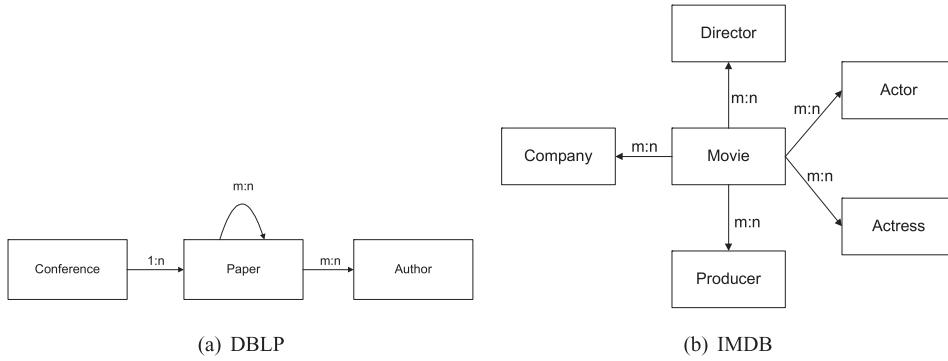 Director
Actor
m:n
m:n
Company
m:n
Movie
m:n
m:n
m:n
Actress
Conference
1:n
Paper
m:n
Author
Producer
(a) DBLP
(b) IMDB